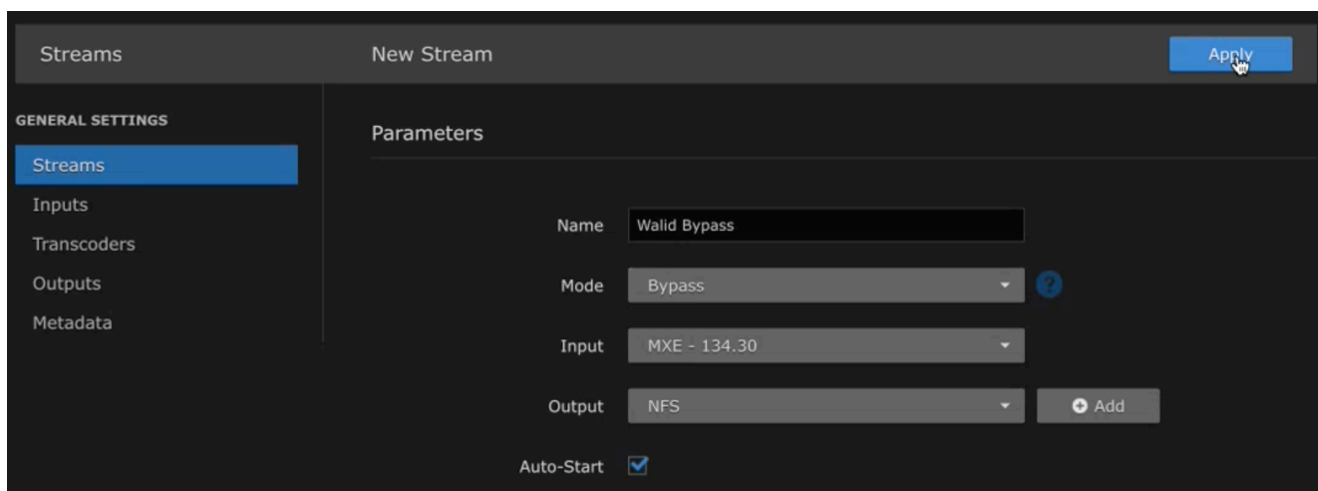 Streams
New Stream
Apply
GENERAL SETTINGS
Streams
Inputs
Transcoders
Outputs
Metadata
Parameters
Name Walid Bypass
Mode Bypass ?
Input MXE - 134.30
Output NFS Add
Auto-Start